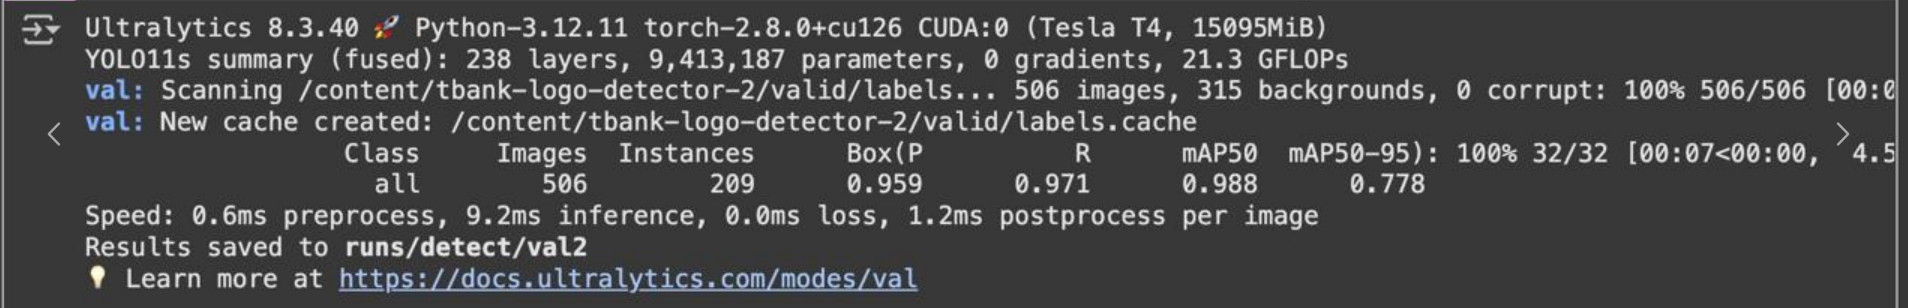 Ultralytics 8.3.40 🚀 Python-3.12.11 torch-2.8.0+cu126 CUDA:0 (Tesla T4, 15095MiB)
YOLO11s summary (fused): 238 layers, 9,413,187 parameters, 0 gradients, 21.3 GFLOPs
val: Scanning /content/tbank-logo-detector-2/valid/labels... 506 images, 315 backgrounds, 0 corrupt: 100% 506/506 [00:0
val: New cache created: /content/tbank-logo-detector-2/valid/labels.cache
Class Images Instances Box(P R mAP50 mAP50-95): 100% 32/32 [00:07<00:00, 4.5
all 506 209 0.959 0.971 0.988 0.778
Speed: 0.6ms preprocess, 9.2ms inference, 0.0ms loss, 1.2ms postprocess per image
Results saved to runs/detect/val2
💡 Learn more at https://docs.ultralytics.com/modes/val